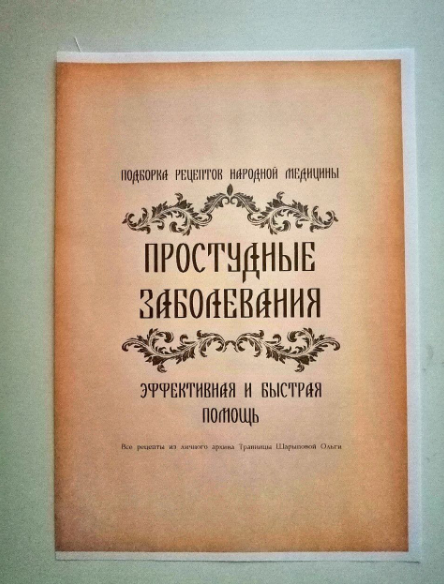 ПОДБОРКА РЕЦЕПТОВ НАРОДНОЙ МЕДИЦИНЫ
ПРОСТУДНЫЕ
ЗАБОЛЕВАНИЯ
ЭФФЕКТИВНАЯ И БЫСТРАЯ
ПОМОЩЬ
Все рецепты из личного архива Травницы Шарыповой Ольги